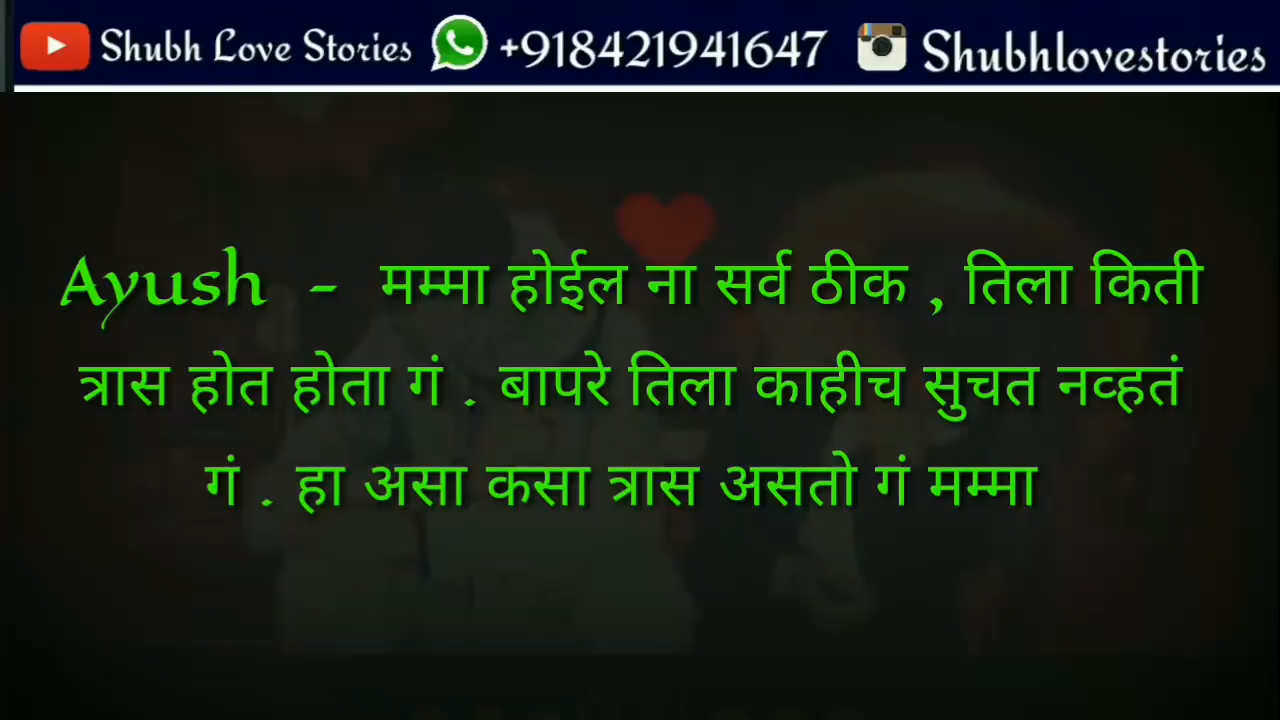 Shubh Love Stories +918421941647 Shubhlovestories
Ayush - मम्मा होईल ना सर्व ठीक , तिला किती
त्रास होत होता गं . बापरे तिला काहीच सुचत नव्हतं
गं . हा असा कसा त्रास असतो गं मम्मा